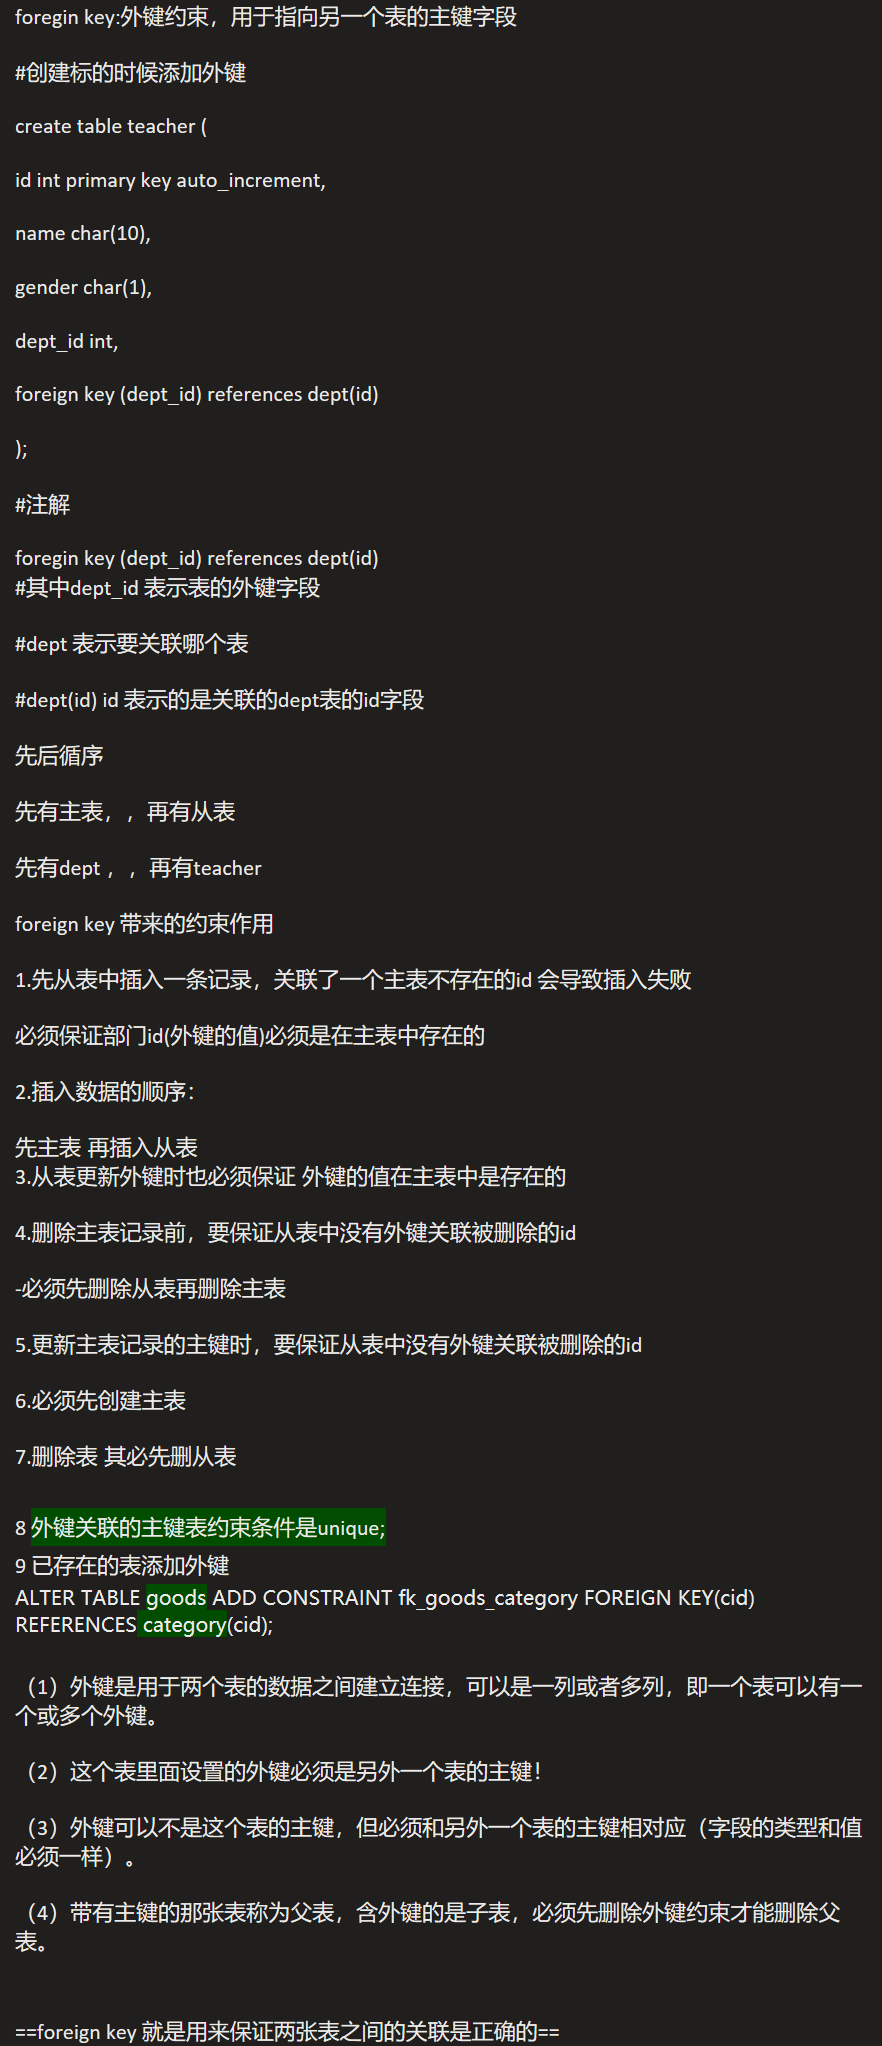 foregin key:外键约束，用于指向另一个表的主键字段
#创建标的时候添加外键
create table teacher (
id int primary key auto_increment,
name char(10),
gender char(1),
dept_id int,
foreign key (dept_id) references dept(id)
);
#注解
foregin key (dept_id) references dept(id)
#其中dept_id 表示表的外键字段
#dept 表示要关联哪个表
#dept(id) id 表示的是关联的dept表的id字段
先后循序
先有主表，，再有从表
先有dept ，，再有teacher
foreign key 带来的约束作用
1.先从表中插入一条记录，关联了一个主表不存在的id 会导致插入失败
必须保证部门id(外键的值)必须是在主表中存在的
2.插入数据的顺序：
先主表 再插入从表
3.从表更新外键时也必须保证 外键的值在主表中是存在的
4.删除主表记录前，要保证从表中没有外键关联被删除的id
-必须先删除从表再删除主表
5.更新主表记录的主键时，要保证从表中没有外键关联被删除的id
6.必须先创建主表
7.删除表 其必先删从表
8 外键关联的主键表约束条件是unique;
9 已存在的表添加外键
ALTER TABLE goods ADD CONSTRAINT fk_goods_category FOREIGN KEY(cid)
REFERENCES category(cid);
（1）外键是用于两个表的数据之间建立连接，可以是一列或者多列，即一个表可以有一
个或多个外键。
（2）这个表里面设置的外键必须是另外一个表的主键！
（3）外键可以不是这个表的主键，但必须和另外一个表的主键相对应（字段的类型和值
必须一样）。
（4）带有主键的那张表称为父表，含外键的是子表，必须先删除外键约束才能删除父
表。
==foreign key 就是用来保证两张表之间的关联是正确的==